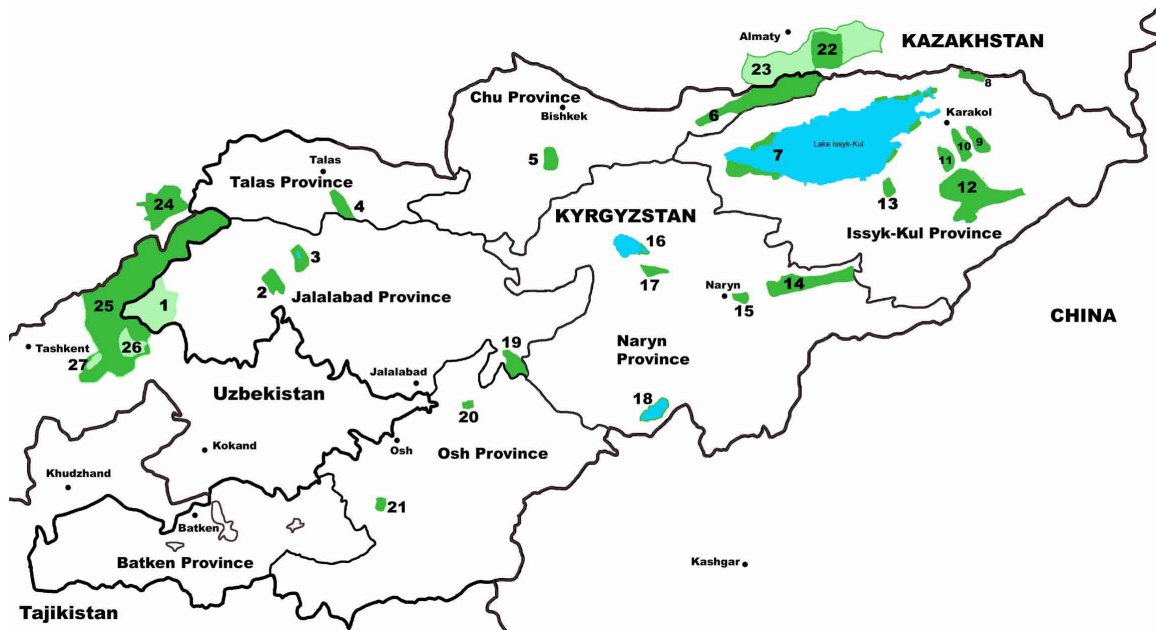 Almaty
22
KAZAKHSTAN
23
8
Chu Province
Bishkek
6
Karakol
Lake Issyk-Kul
7
5
10
9
11
Talas
Talas Province
4
12
13
24
KYRGYZSTAN
Issyk-Kul Province
16
3
17
2
Jalalabad Province
Naryn
14
15
25
1
CHINA
26
Tashkent
27
19
Naryn
Province
Jalalabad
Uzbekistan
18
20
Kokand
Osh
Osh Province
Khudzhand
21
Batken
Batken Province
Kashgar
Tajikistan